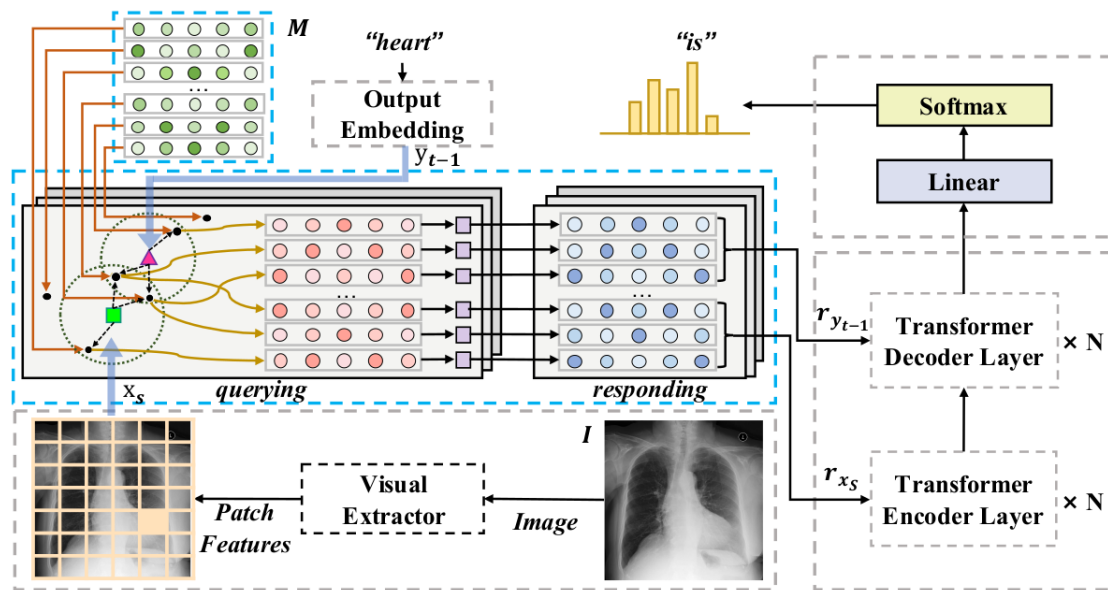 M
“heart”
“is”
...
Output
Embedding
y_{t−1}
Softmax
Linear
...
...
querying
responding
r_{y_{t−1}}
Transformer
Decoder Layer
× N
x_s
I
Visual
Extractor
Patch
Features
Image
r_{x_S}
Transformer
Encoder Layer
× N